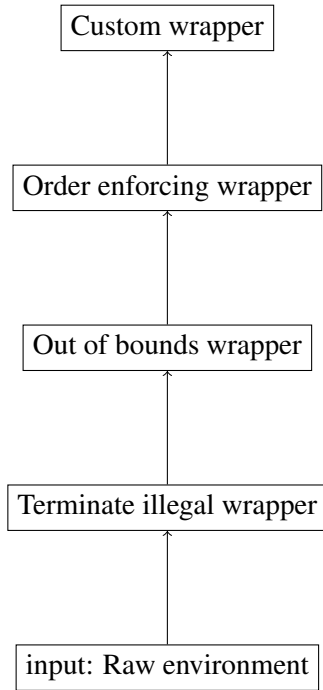 Custom wrapper
Order enforcing wrapper
Out of bounds wrapper
Terminate illegal wrapper
input: Raw environment